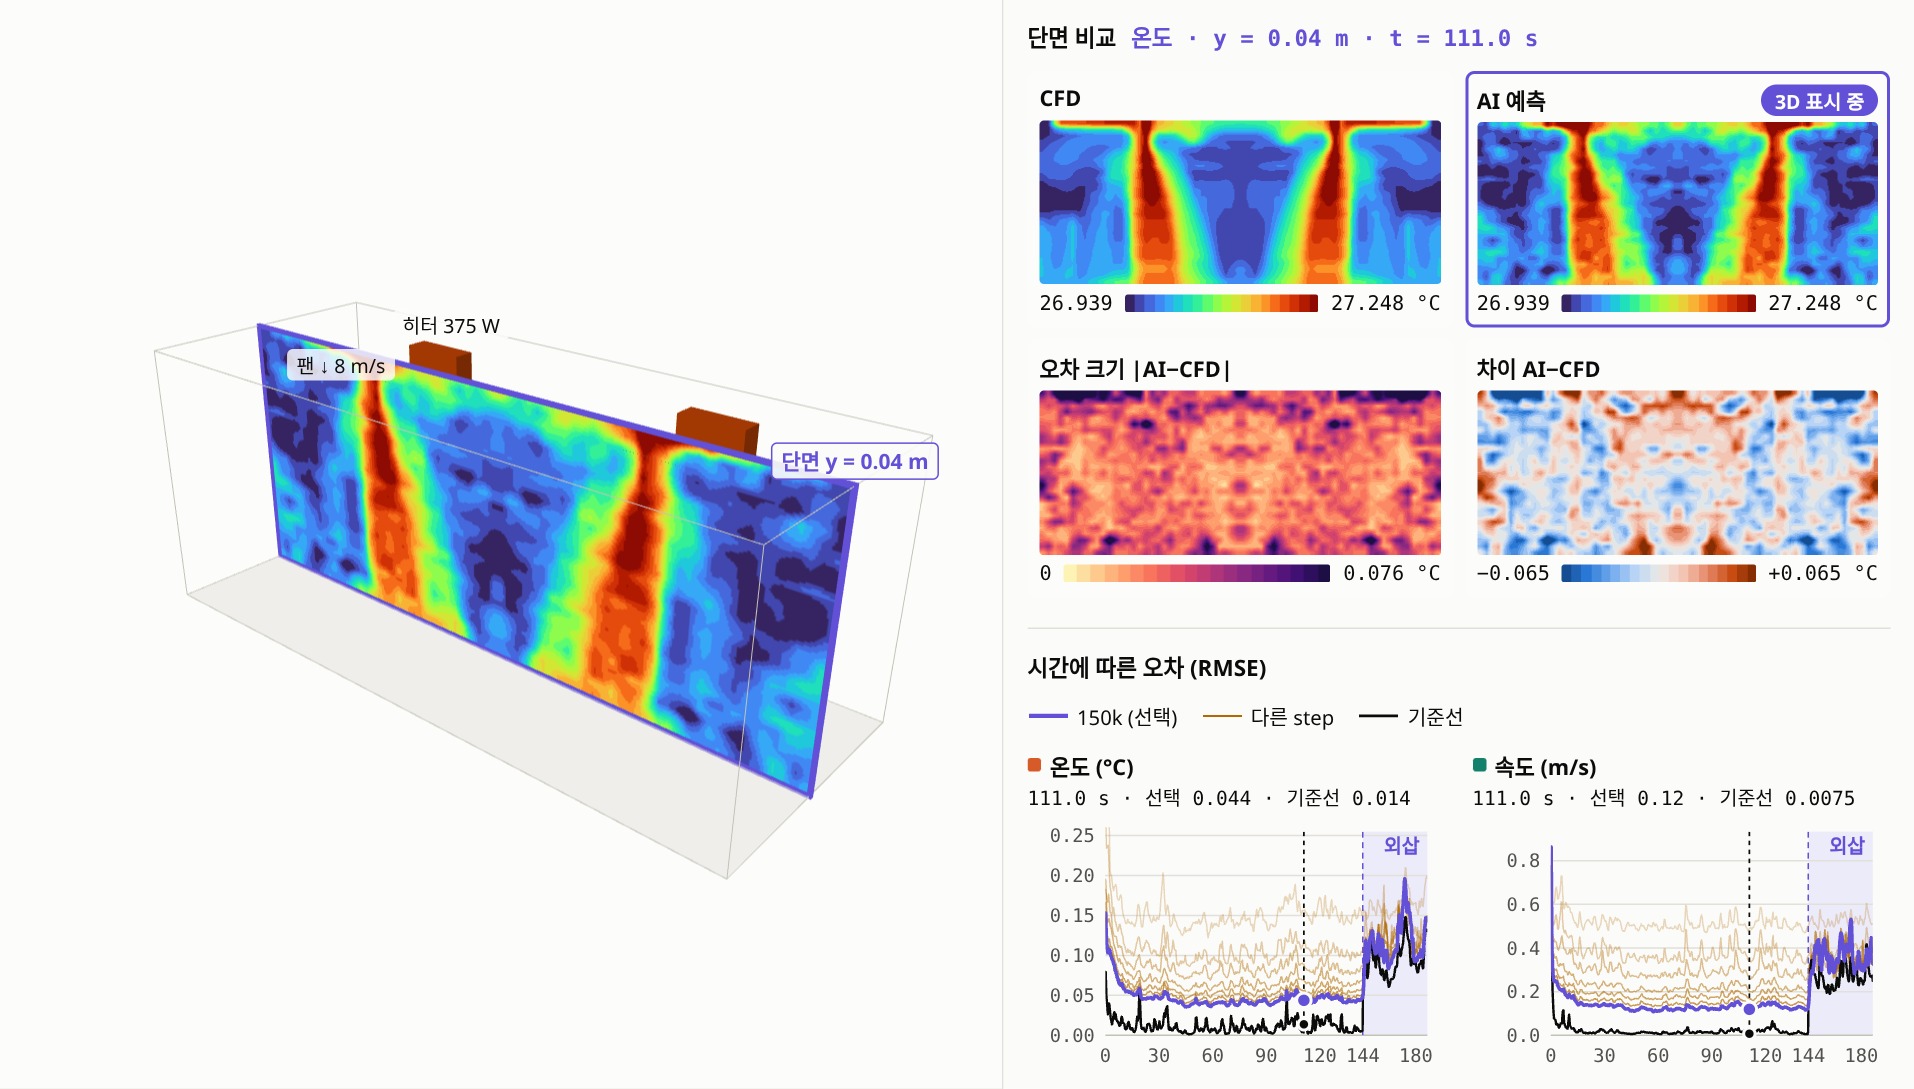 히터 375 W
팬 ↓ 8 m/s
단면 y = 0.04 m
단면 비교 온도 · y = 0.04 m · t = 111.0 s
CFD
26.939 27.248 °C
AI 예측 3D 표시 중
26.939 27.248 °C
오차 크기 |AI−CFD|
0 0.076 °C
차이 AI−CFD
−0.065 +0.065 °C
시간에 따른 오차 (RMSE)
150k (선택) 다른 step 기준선
온도 (°C)
111.0 s · 선택 0.044 · 기준선 0.014
외삽
0.25
0.20
0.15
0.10
0.05
0.00
0 30 60 90 120 144 180
속도 (m/s)
111.0 s · 선택 0.12 · 기준선 0.0075
외삽
0.8
0.6
0.4
0.2
0.0
0 30 60 90 120 144 180